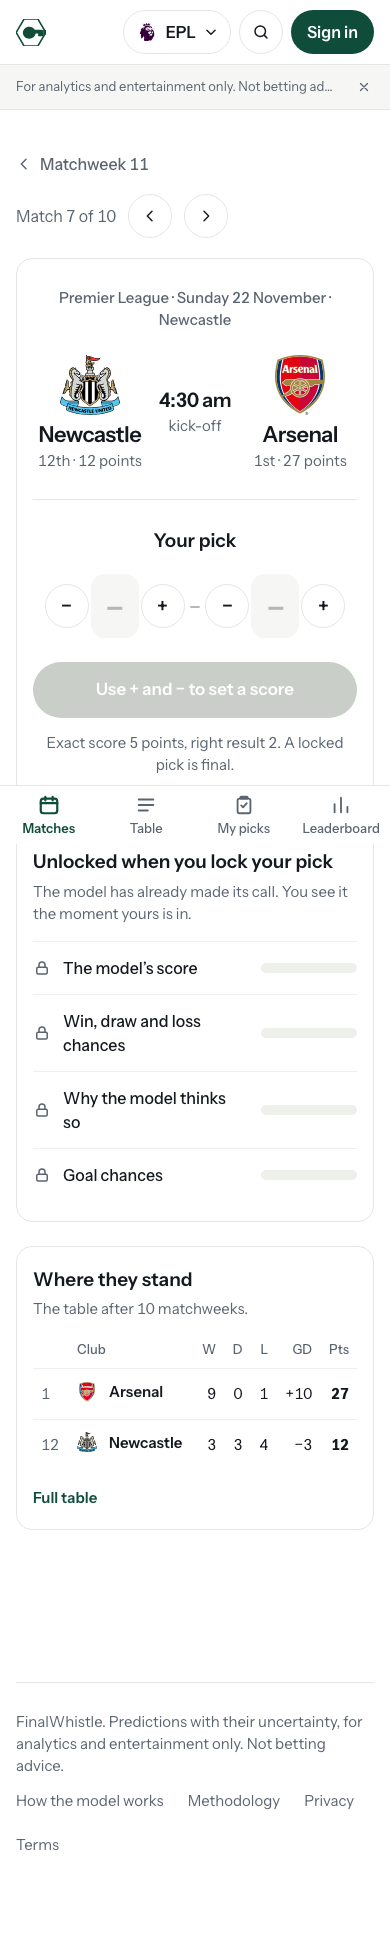 EPL
Sign in
For analytics and entertainment only. Not betting ad...
Matchweek 11
Match 7 of 10
Premier League · Sunday 22 November ·
Newcastle
4:30 am
kick-off
Newcastle
12th · 12 points
Arsenal
1st · 27 points
Your pick
− – + – − – +
Use + and − to set a score
Exact score 5 points, right result 2. A locked
pick is final.
Matches
Table
My picks
Leaderboard
Unlocked when you lock your pick
The model has already made its call. You see it
the moment yours is in.
The model’s score
Win, draw and loss
chances
Why the model thinks
so
Goal chances
Where they stand
The table after 10 matchweeks.
Club W D L GD Pts
1 Arsenal 9 0 1 +10 27
12 Newcastle 3 3 4 −3 12
Full table
FinalWhistle. Predictions with their uncertainty, for
analytics and entertainment only. Not betting
advice.
How the model works Methodology Privacy
Terms